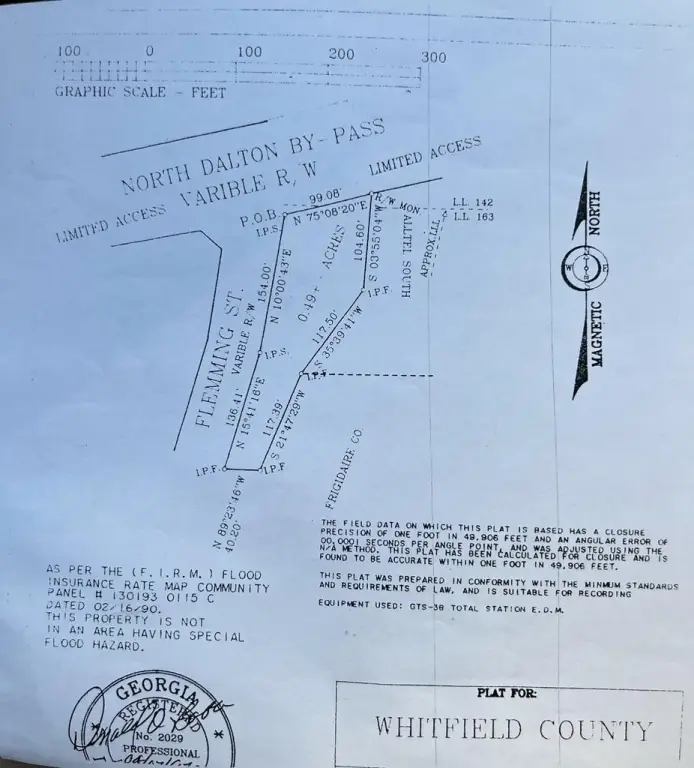 100 0 100 200 300
GRAPHIC SCALE - FEET
NORTH DALTON BY-PASS
LIMITED ACCESS VARIBLE R/W LIMITED ACCESS
P.O.B.
I.P.S.
99.08'
N 75°08'20"E
R/W MON
L.L. 142
L.L. 163
APPROX. L.L.
ALLTEL SOUTH
S 03°55'04"W
104.60'
0.49+- ACRES
N 10°00'43"E
154.00'
I.P.F.
FLEMMING ST.
VARIBLE R/W
I.P.S.
117.50'
S 35°39'41"W
I.P.F
136.41'
N 15°41'16"E
117.39'
S 21°47'29"W
I.P.F.
I.P.F
N 89°23'46"W
40.20'
FRIGIDAIRE CO.
NORTH
W E
MAGNETIC
THE FIELD DATA ON WHICH THIS PLAT IS BASED HAS A CLOSURE
PRECISION OF ONE FOOT IN 49,906 FEET AND AN ANGULAR ERROR OF
00.0001 SECONDS PER ANGLE POINT, AND WAS ADJUSTED USING THE
N/A METHOD. THIS PLAT HAS BEEN CALCULATED FOR CLOSURE AND IS
FOUND TO BE ACCURATE WITHIN ONE FOOT IN 49,906 FEET.
THIS PLAT WAS PREPARED IN CONFORMITY WITH THE MINIMUM STANDARDS
AND REQUIREMENTS OF LAW, AND IS SUITABLE FOR RECORDING
EQUIPMENT USED: GTS-3B TOTAL STATION E.D.M.
AS PER THE (F.I.R.M.) FLOOD
INSURANCE RATE MAP COMMUNITY
PANEL # 130193 0115 C
DATED 02/16/90.
THIS PROPERTY IS NOT
IN AN AREA HAVING SPECIAL
FLOOD HAZARD.
GEORGIA
REGISTERED
No. 2029
PROFESSIONAL
PLAT FOR:
WHITFIELD COUNTY